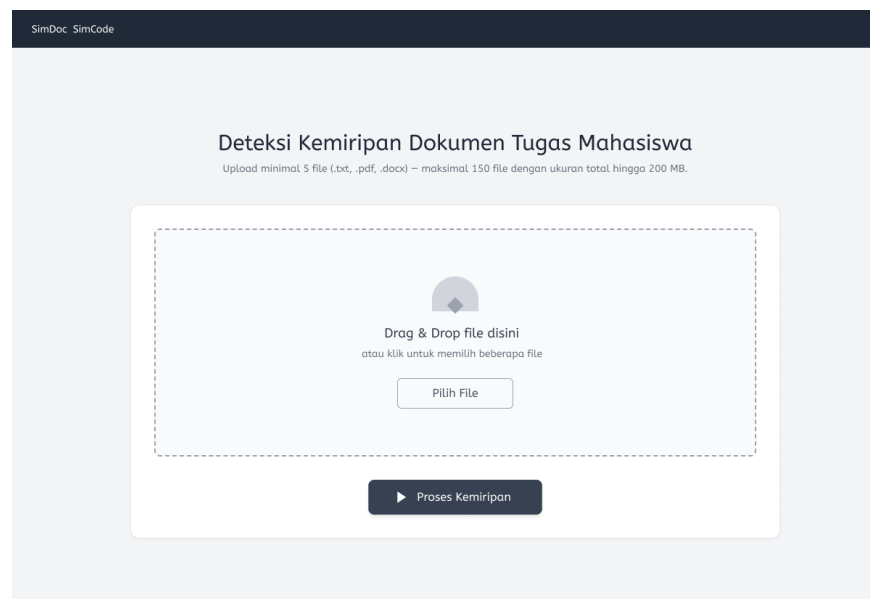 SimDoc SimCode
Deteksi Kemiripan Dokumen Tugas Mahasiswa
Upload minimal 5 file (.txt, .pdf, .docx) — maksimal 150 file dengan ukuran total hingga 200 MB.
Drag & Drop file disini
atau klik untuk memilih beberapa file
Pilih File
Proses Kemiripan